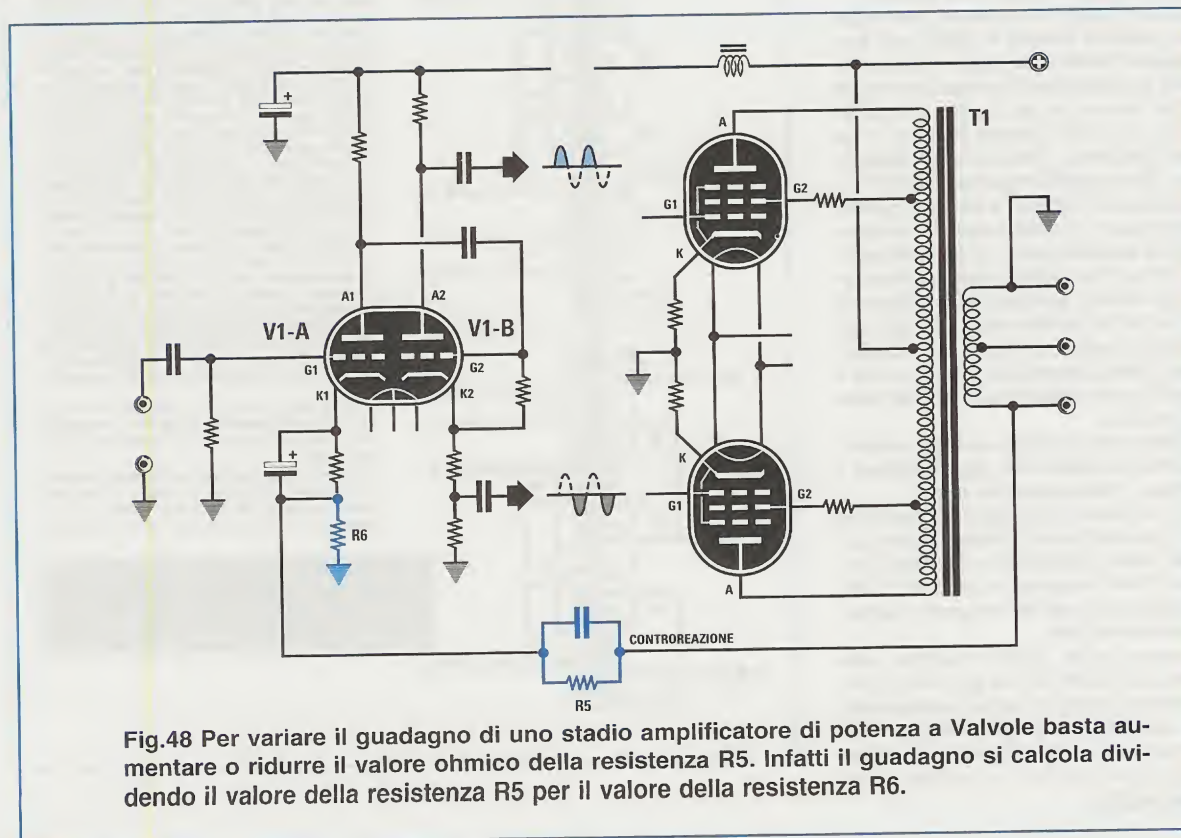 T1
A
G1
G2
K
A1
A2
V1-A
V1-B
G1
G2
K1
K2
K
G1
G2
A
R6
CONTROREAZIONE
R5
Fig.48 Per variare il guadagno di uno stadio amplificatore di potenza a Valvole basta au-
mentare o ridurre il valore ohmico della resistenza R5. Infatti il guadagno si calcola divi-
dendo il valore della resistenza R5 per il valore della resistenza R6.